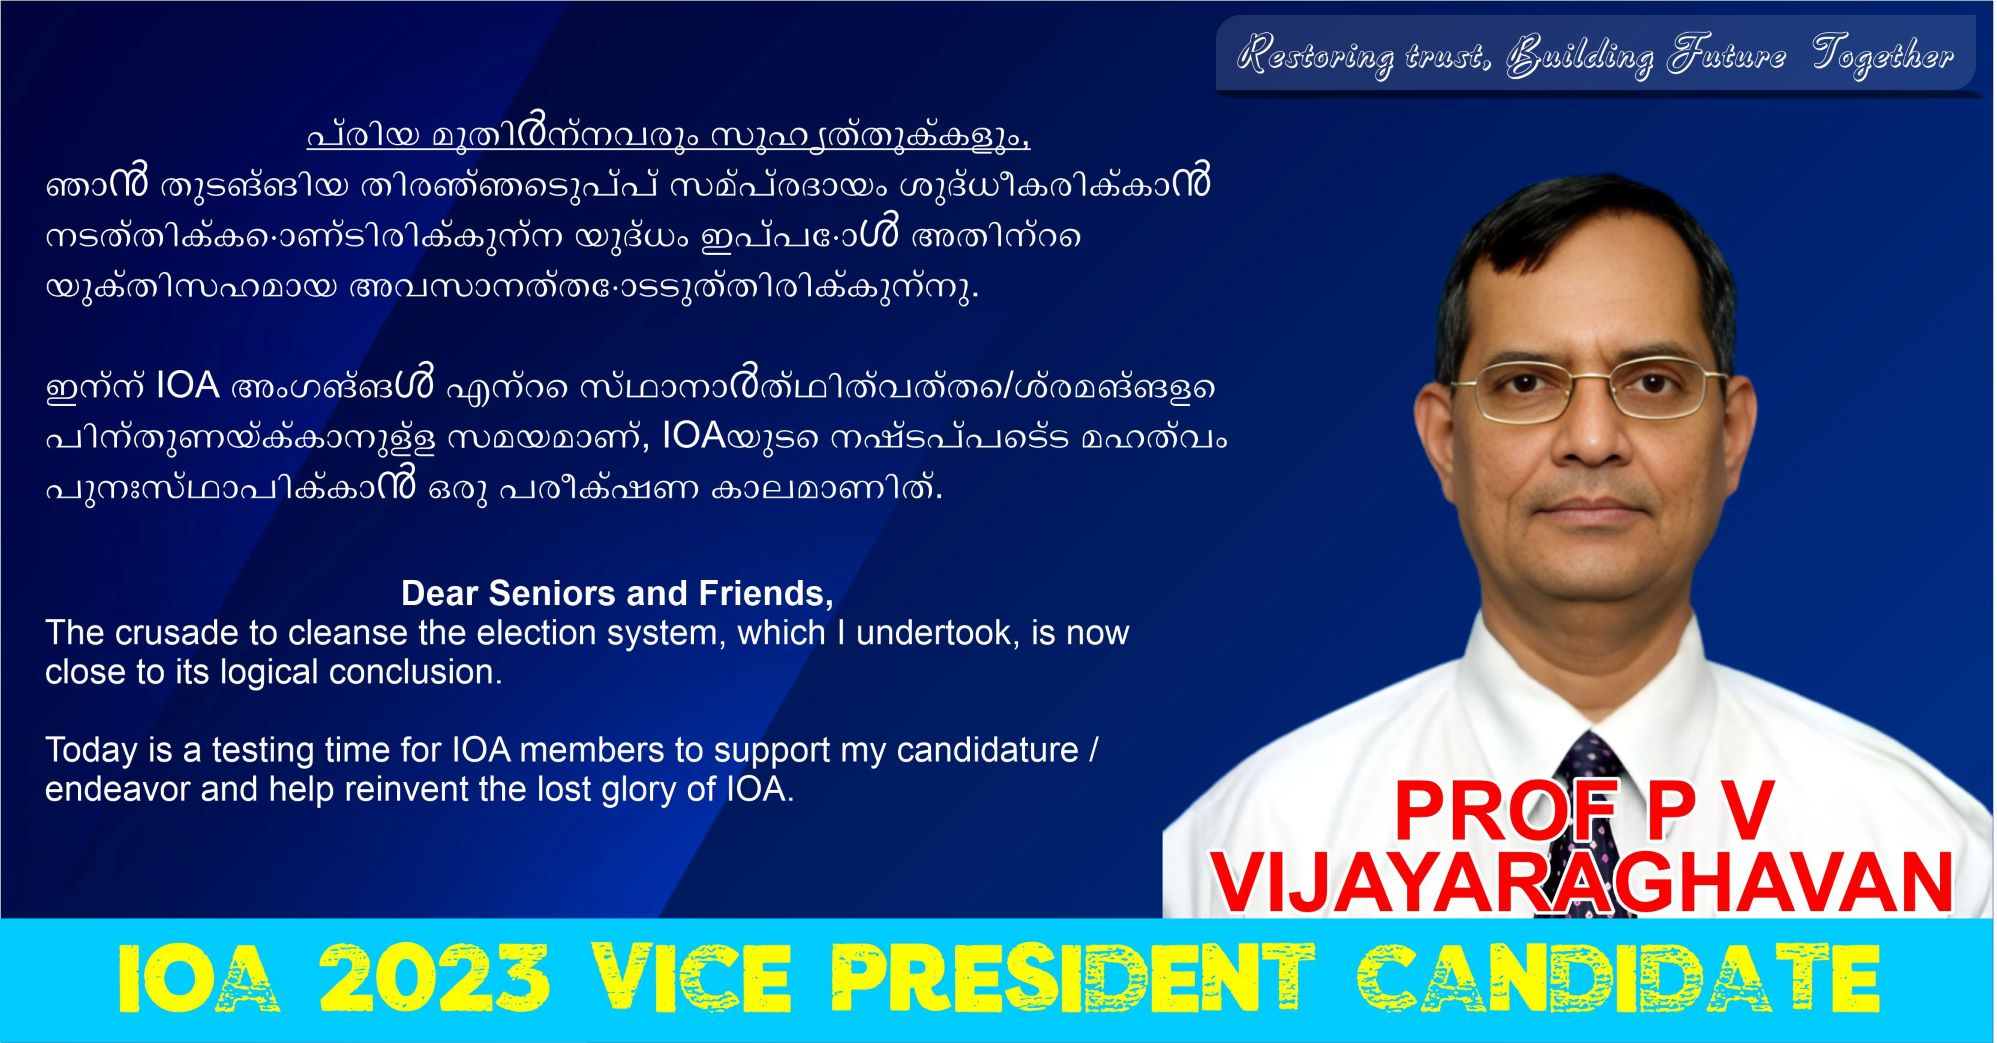 Restoring trust, Building Future Together
പ്രിയ മുതിർന്നവരും സുഹൃത്തുക്കളും,
ഞാൻ തുടങ്ങിയ തിരഞ്ഞടെുപ്പ് സമ്പ്രദായം ശുദ്ധീകരിക്കാൻ
നടത്തിക്കൊണ്ടിരിക്കുന്ന യുദ്ധം ഇപ്പോൾ അതിന്റെ
യുക്തിസഹമായ അവസാനത്തോടടുത്തിരിക്കുന്നു.
ഇന്ന് IOA അംഗങ്ങൾ എന്റെ സ്ഥാനാർത്ഥിത്വത്തെ/ശ്രമങ്ങളെ
പിന്തുണയ്ക്കാനുള്ള സമയമാണ്, IOAയുടെ നഷ്ടപ്പെട്ട മഹത്വം
പുനഃസ്ഥാപിക്കാൻ ഒരു പരീക്ഷണ കാലമാണിത്.
Dear Seniors and Friends,
The crusade to cleanse the election system, which I undertook, is now
close to its logical conclusion.
Today is a testing time for IOA members to support my candidature /
endeavor and help reinvent the lost glory of IOA.
PROF P V
VIJAYARAGHAVAN
IOA 2023 VICE PRESIDENT CANDIDATE